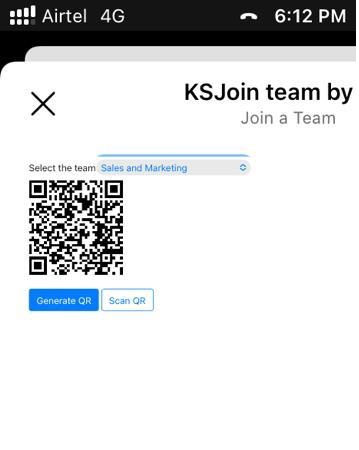 Airtel 4G 6:12 PM
KSJoin team by
Join a Team
Select the team Sales and Marketing
Generate QR Scan QR